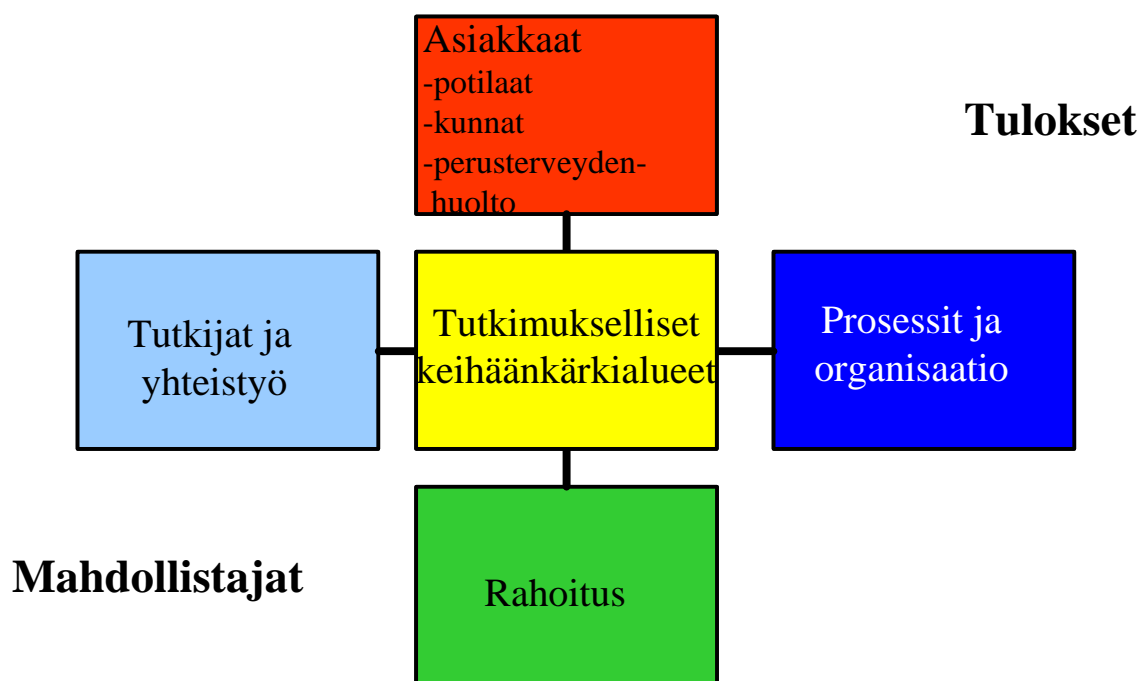 Asiakkaat
-potilaat
-kunnat
-perusterveyden-
huolto
Tulokset
Tutkijat ja
yhteistyö
Tutkimukselliset
keihäänkärkialueet
Prosessit ja
organisaatio
Mahdollistajat
Rahoitus